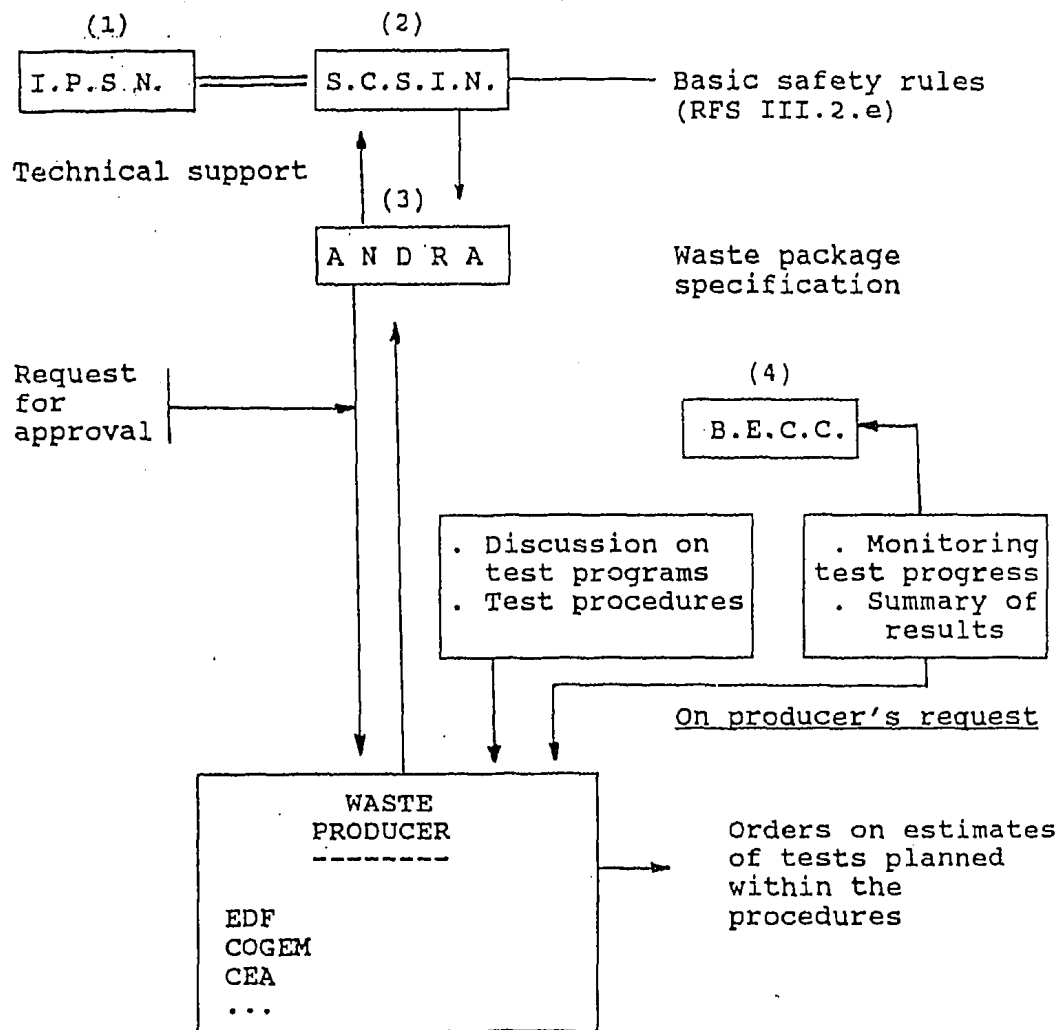 (1)
(2)
I.P.S.N.
S.C.S.I.N.
Basic safety rules
(RFS III.2.e)
Technical support
(3)
A N D R A
Waste package
specification
Request
for
approval
(4)
B.E.C.C.
. Discussion on
test programs
. Test procedures
. Monitoring
test progress
. Summary of
results
On producer's request
WASTE
PRODUCER
--------
Orders on estimates
of tests planned
within the
procedures
EDF
COGEM
CEA
...